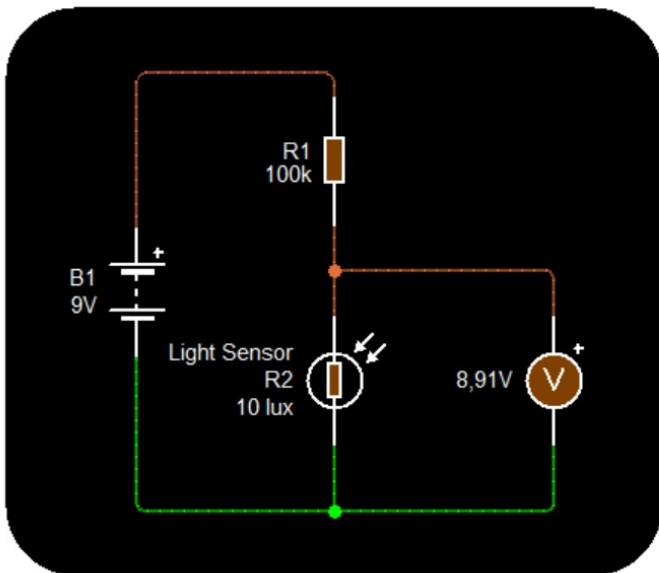 R1
100k
+
B1
9V
Light Sensor
R2
10 lux
8,91V
+
V